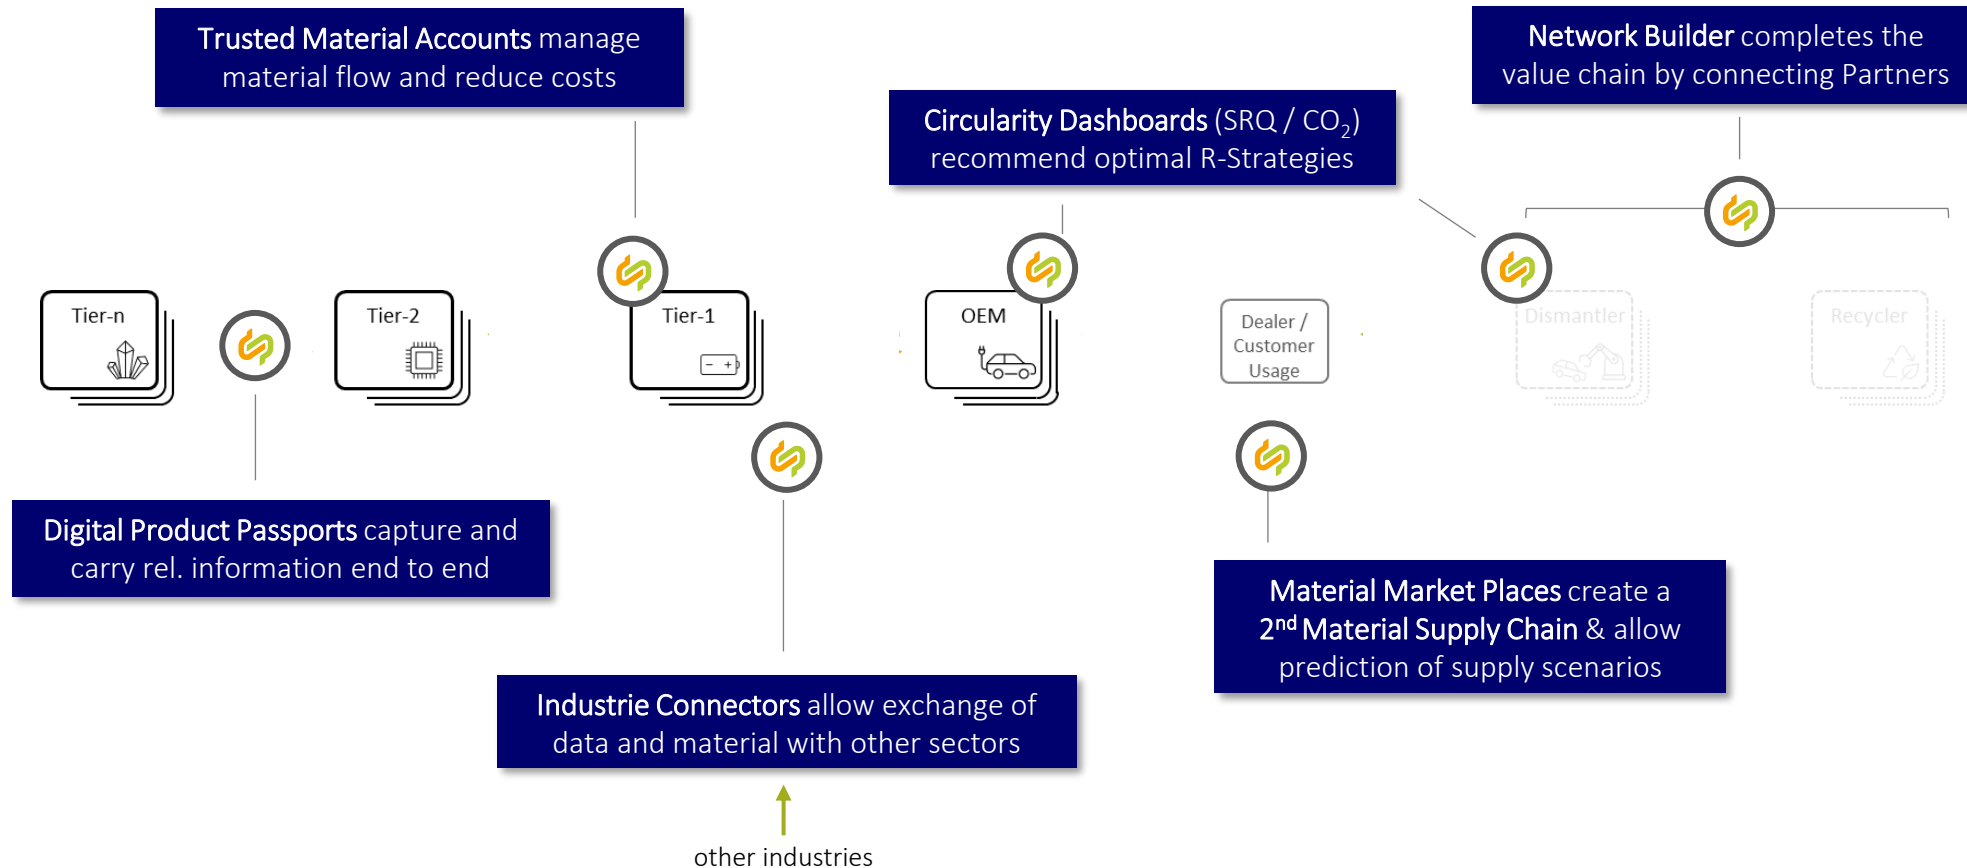 Trusted Material Accounts manage
material flow and reduce costs
Network Builder completes the
value chain by connecting Partners
Circularity Dashboards (SRQ / CO₂)
recommend optimal R-Strategies
Tier-n
Tier-2
Tier-1
OEM
Dealer /
Customer
Usage
Dismantler
Recycler
Digital Product Passports capture and
carry rel. information end to end
Material Market Places create a
2nd Material Supply Chain & allow
prediction of supply scenarios
Industrie Connectors allow exchange of
data and material with other sectors
other industries